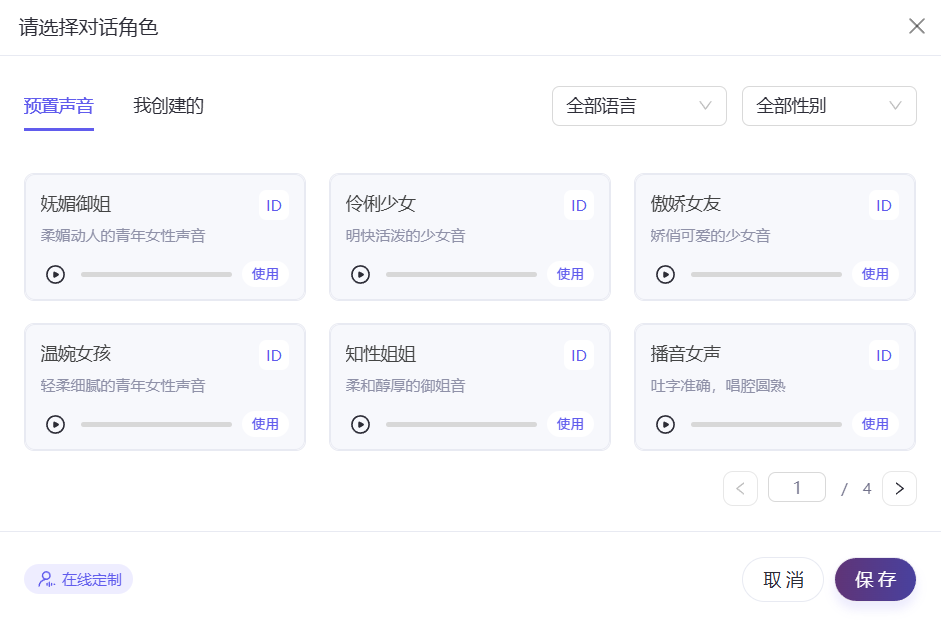 请选择对话角色
预置声音 我创建的 全部语言 全部性别
妩媚御姐 ID
柔媚动人的青年女性声音
使用
伶俐少女 ID
明快活泼的少女音
使用
傲娇女友 ID
娇俏可爱的少女音
使用
温婉女孩 ID
轻柔细腻的青年女性声音
使用
知性姐姐 ID
柔和醇厚的御姐音
使用
播音女声 ID
吐字准确，唱腔圆熟
使用
1 / 4
在线定制 取消 保存